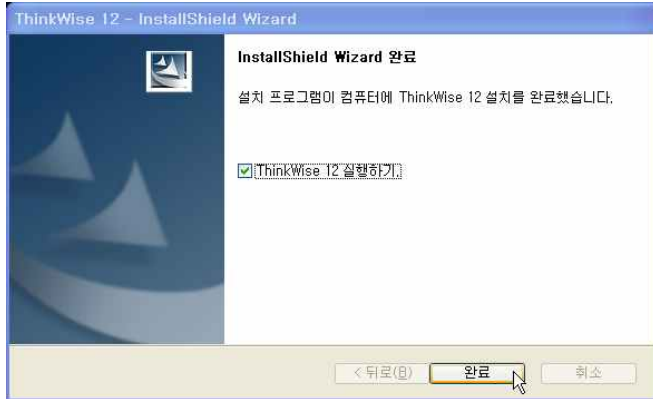 ThinkWise 12 - InstallShield Wizard
InstallShield Wizard 완료
설치 프로그램이 컴퓨터에 ThinkWise 12 설치를 완료했습니다.
ThinkWise 12 실행하기.
< 뒤로(B)
완료
취소